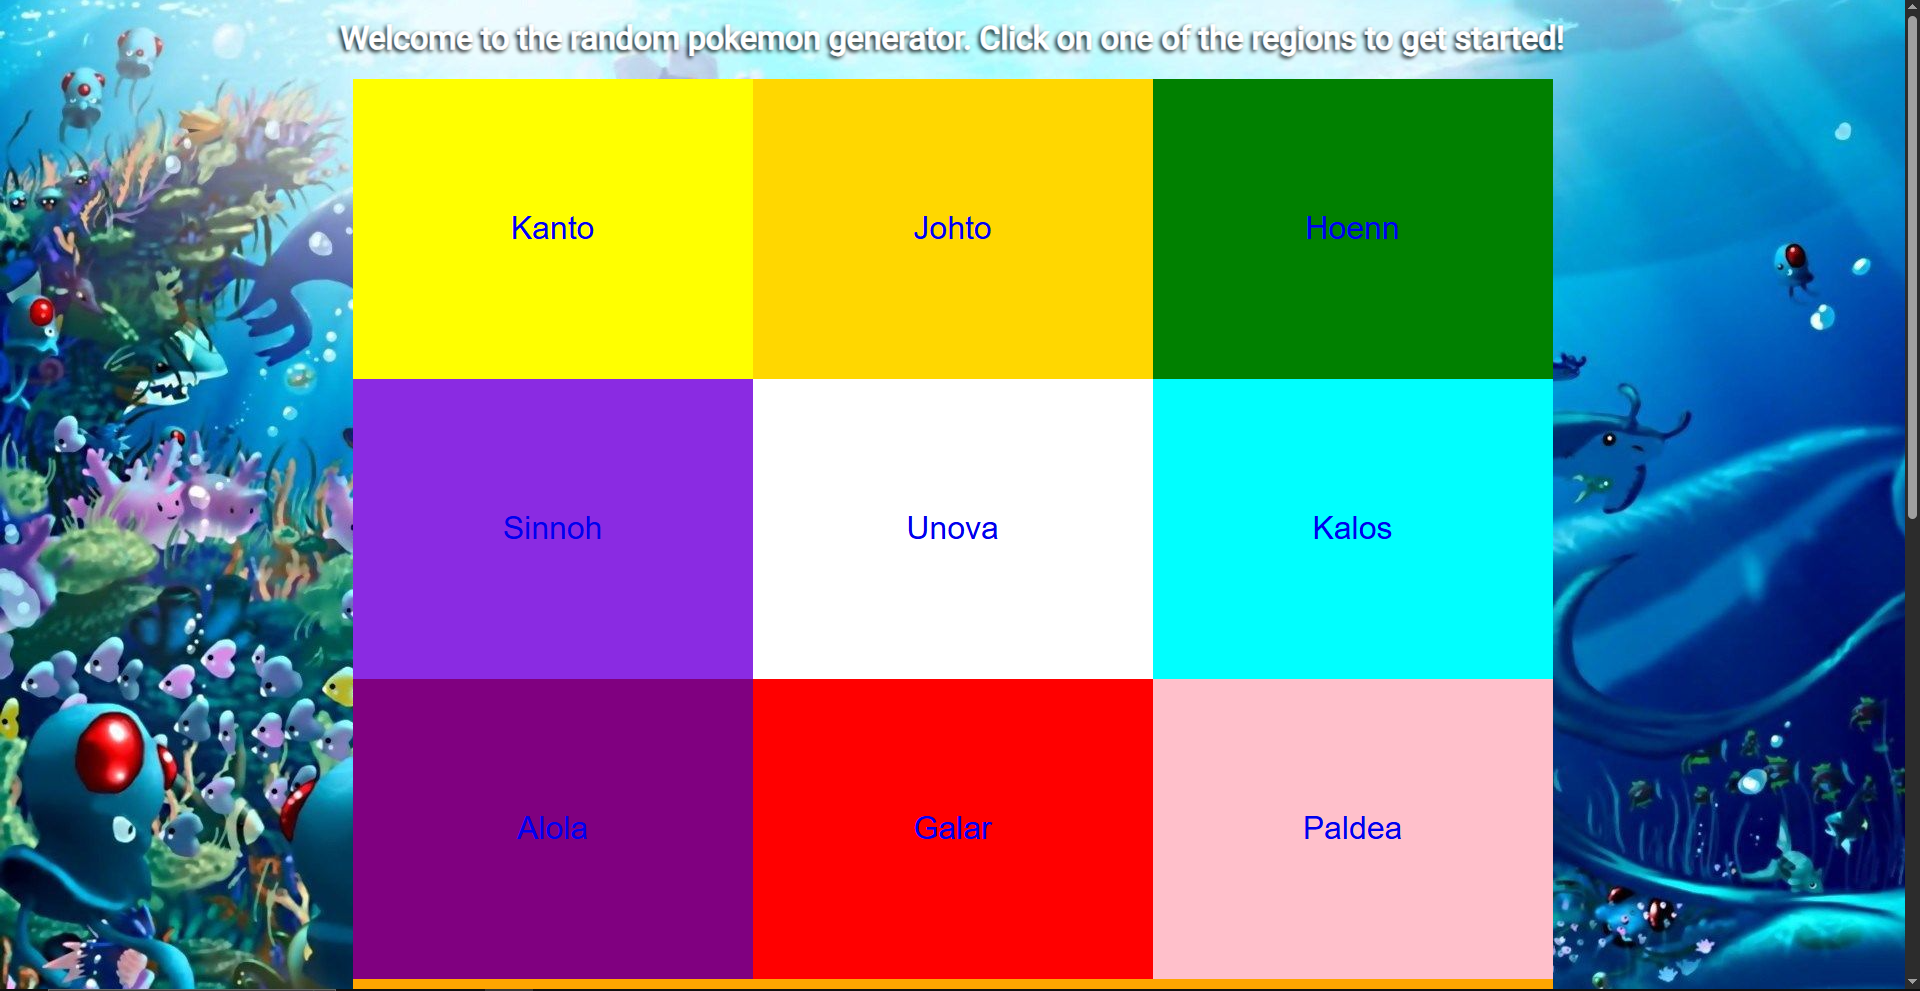 Welcome to the random pokemon generator. Click on one of the regions to get started!
Kanto
Johto
Hoenn
Sinnoh
Unova
Kalos
Alola
Galar
Paldea